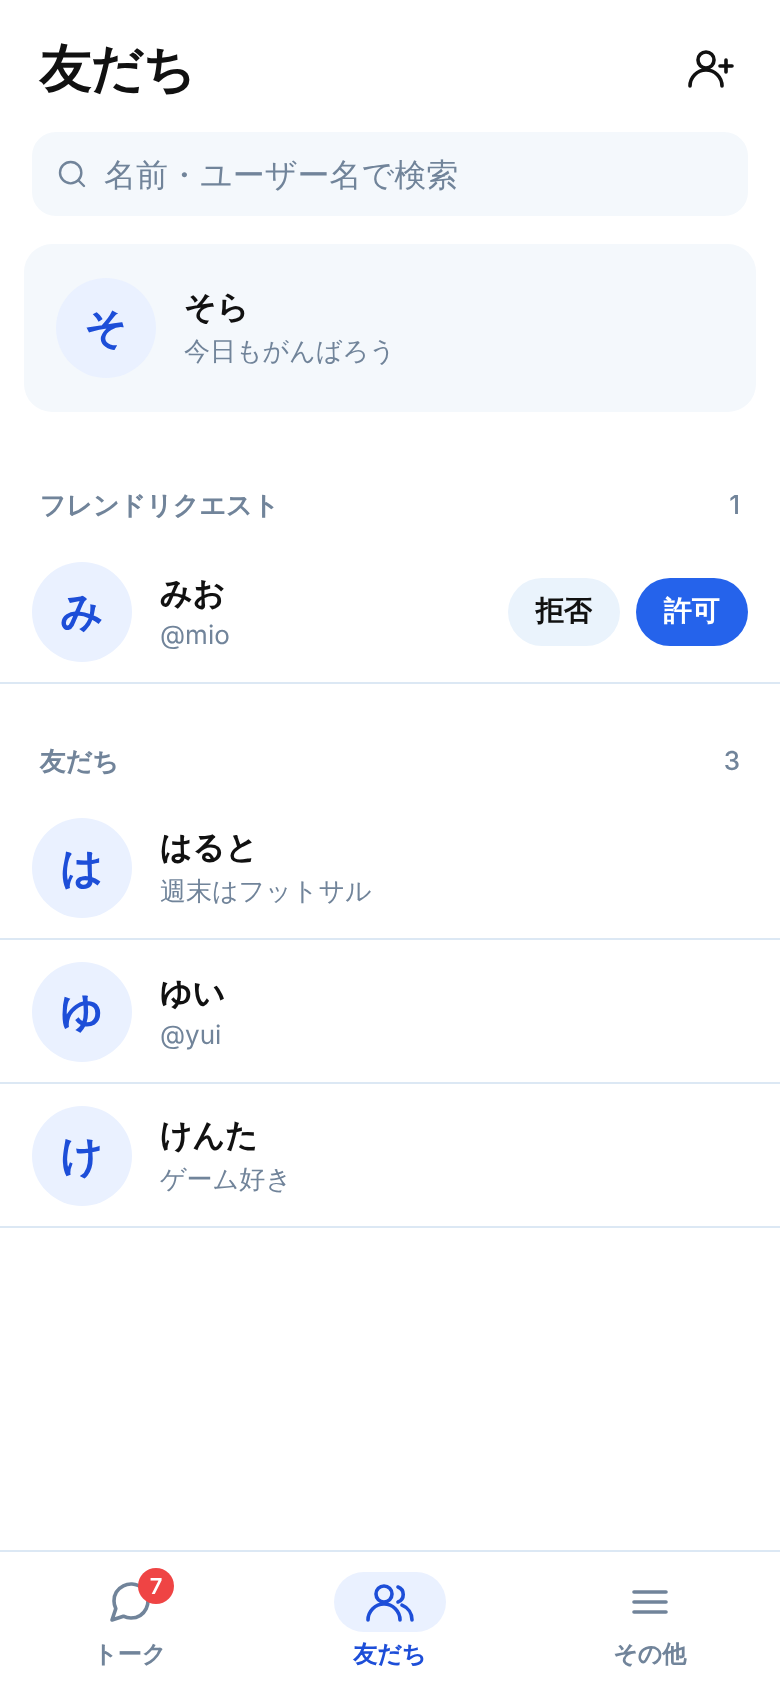 友だち
名前・ユーザー名で検索
そ
そら
今日もがんばろう
フレンドリクエスト 1
み
みお
@mio
拒否 許可
友だち 3
は
はると
週末はフットサル
ゆ
ゆい
@yui
け
けんた
ゲーム好き
7
トーク 友だち その他